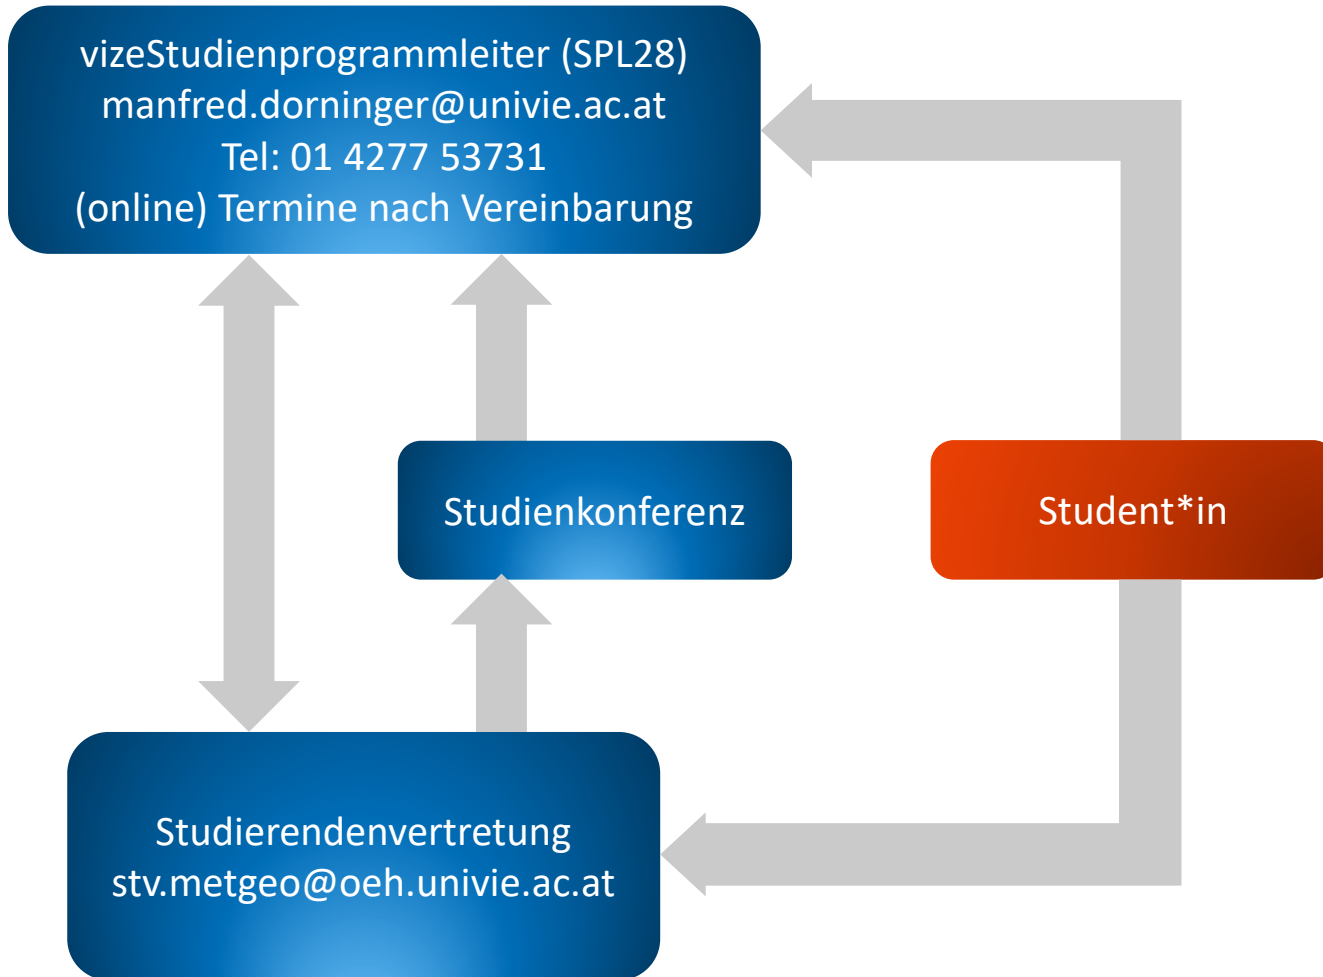 vizeStudienprogrammleiter (SPL28)
manfred.dorninger@univie.ac.at
Tel: 01 4277 53731
(online) Termine nach Vereinbarung
Studienkonferenz
Student*in
Studierendenvertretung
stv.metgeo@oeh.univie.ac.at